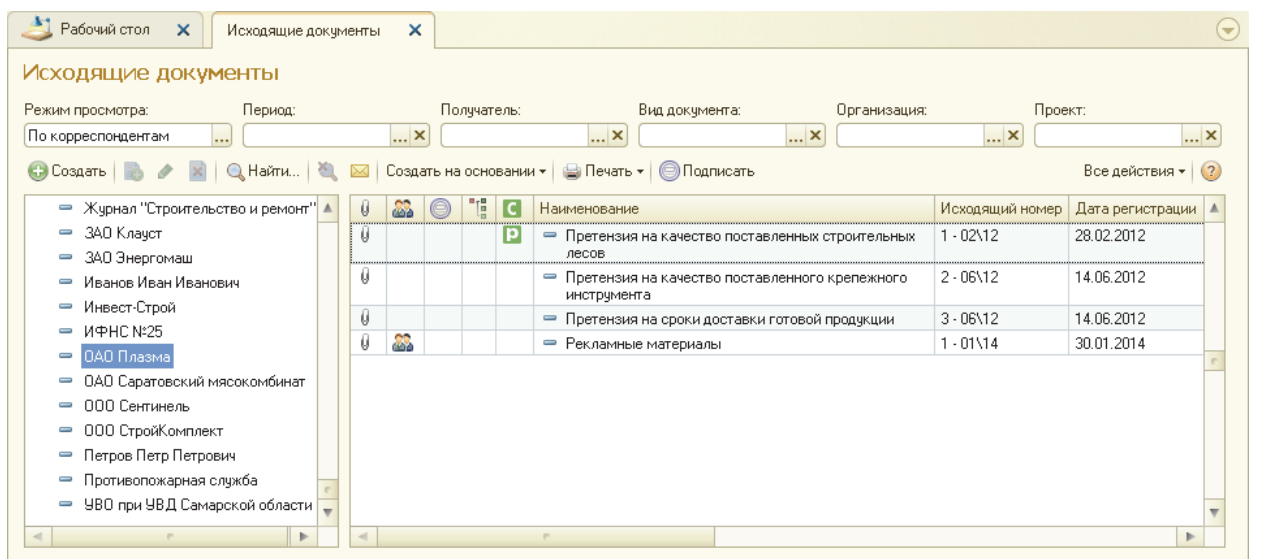 Рабочий стол
Исходящие документы
Исходящие документы
Режим просмотра: Период: Получатель: Вид документа: Организация: Проект:
По корреспондентам ... ... ... ... ... ...
Создать Найти... Создать на основании Печать Подписать Все действия ?
Журнал "Строительство и ремонт"
ЗАО Клауст
ЗАО Энергомаш
Иванов Иван Иванович
Инвест-Строй
ИФНС №25
ОАО Плазма
ОАО Саратовский мясокомбинат
ООО Сентинель
ООО СтройКомплект
Петров Петр Петрович
Противопожарная служба
УВО при УВД Самарской области
С Наименование Исходящий номер Дата регистрации
Р Претензия на качество поставленных строительных 1 - 02\12 28.02.2012
лесов
Претензия на качество поставленного крепежного 2 - 06\12 14.06.2012
инструмента
Претензия на сроки доставки готовой продукции 3 - 06\12 14.06.2012
Рекламные материалы 1 - 01\14 30.01.2014